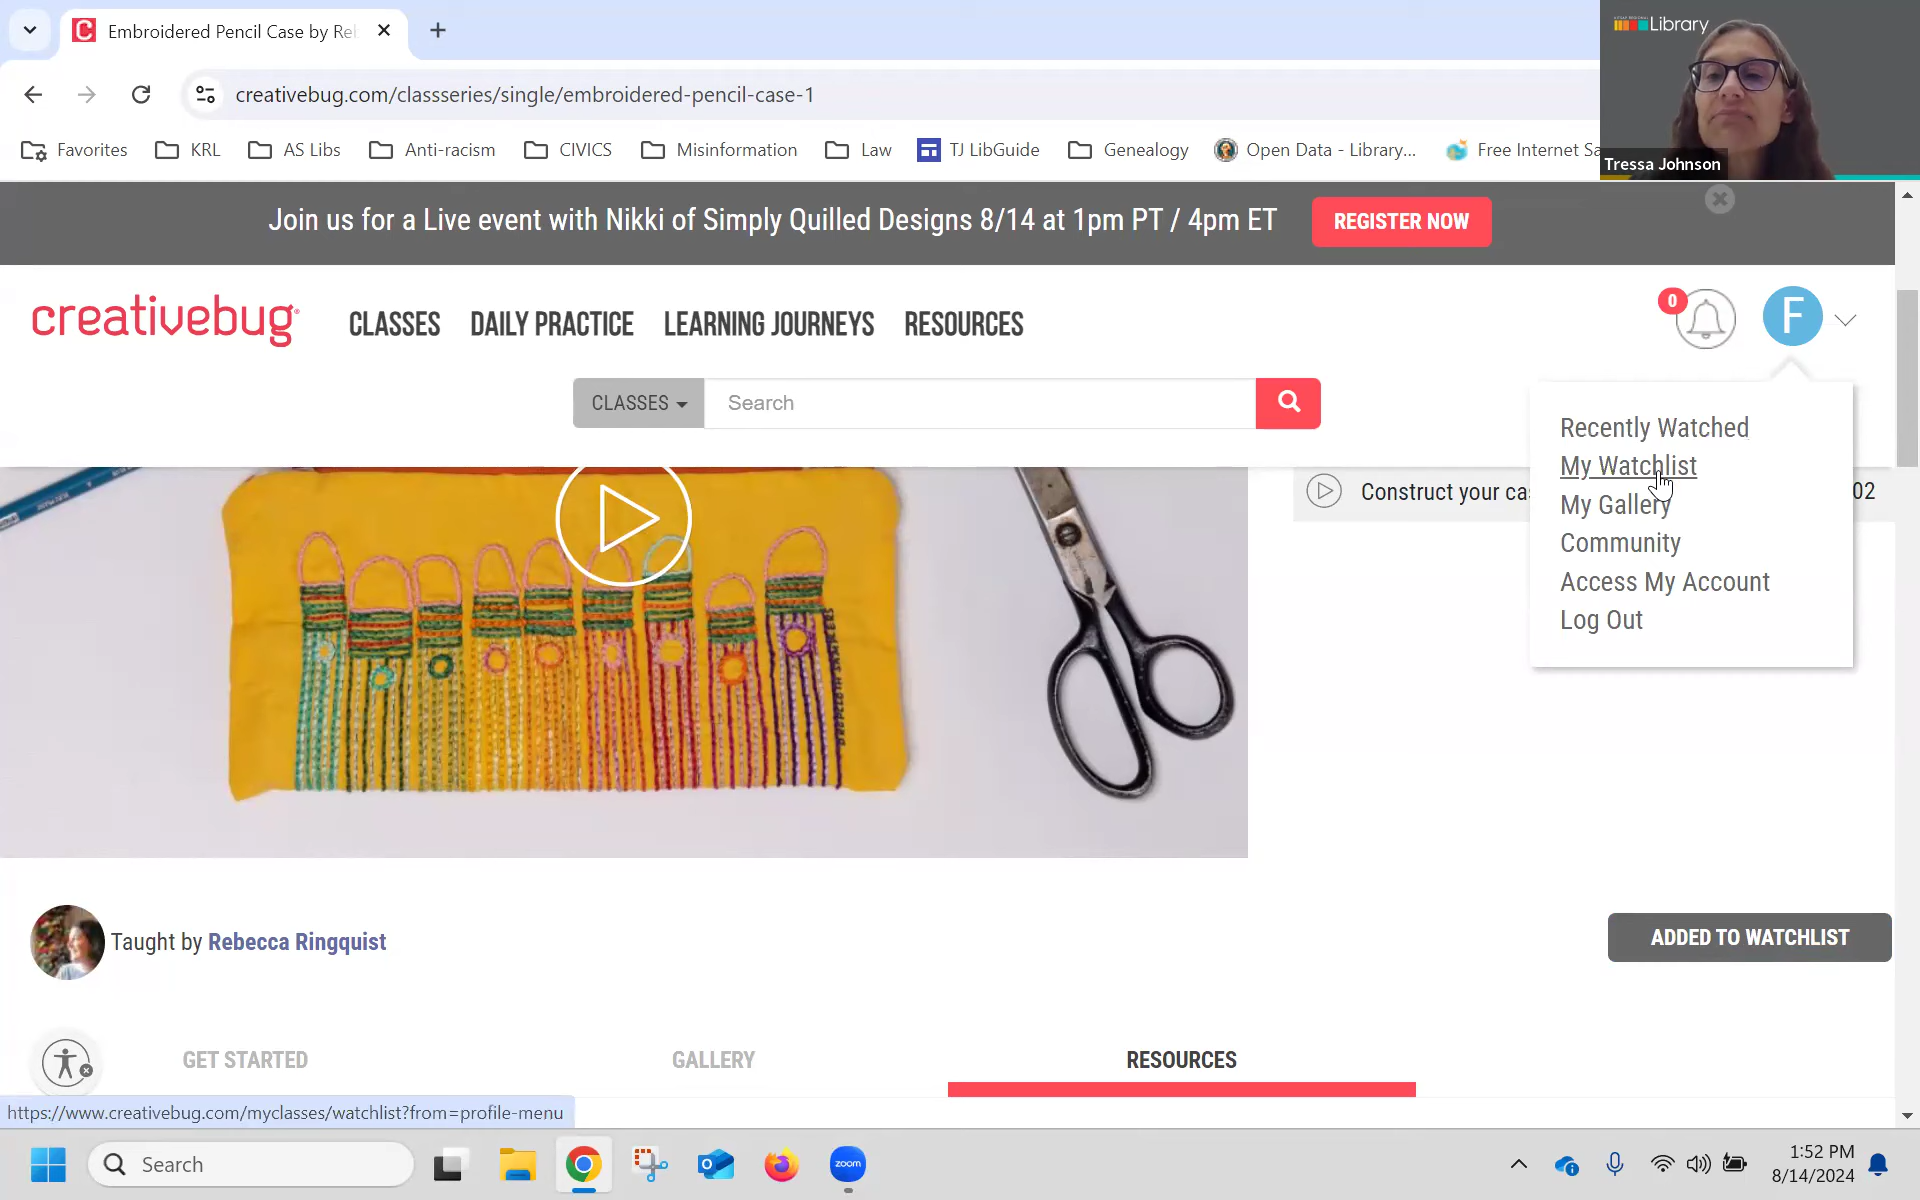 Embroidered Pencil Case by Re
creativebug.com/classseries/single/embroidered-pencil-case-1
Library
Tressa Johnson
Favorites
KRL
AS Libs
Anti-racism
CIVICS
Misinformation
Law
TJ LibGuide
Genealogy
Open Data - Library...
Free Internet Sa
Join us for a Live event with Nikki of Simply Quilled Designs 8/14 at 1pm PT / 4pm ET
REGISTER NOW
creativebug
CLASSES
DAILY PRACTICE
LEARNING JOURNEYS
RESOURCES
0
F
CLASSES
Search
Recently Watched
My Watchlist
My Gallery
Community
Access My Account
Log Out
Construct your cas
02
Taught by Rebecca Ringquist
ADDED TO WATCHLIST
GET STARTED
GALLERY
RESOURCES
https://www.creativebug.com/myclasses/watchlist?from=profile-menu
Search
zoom
1:52 PM
8/14/2024